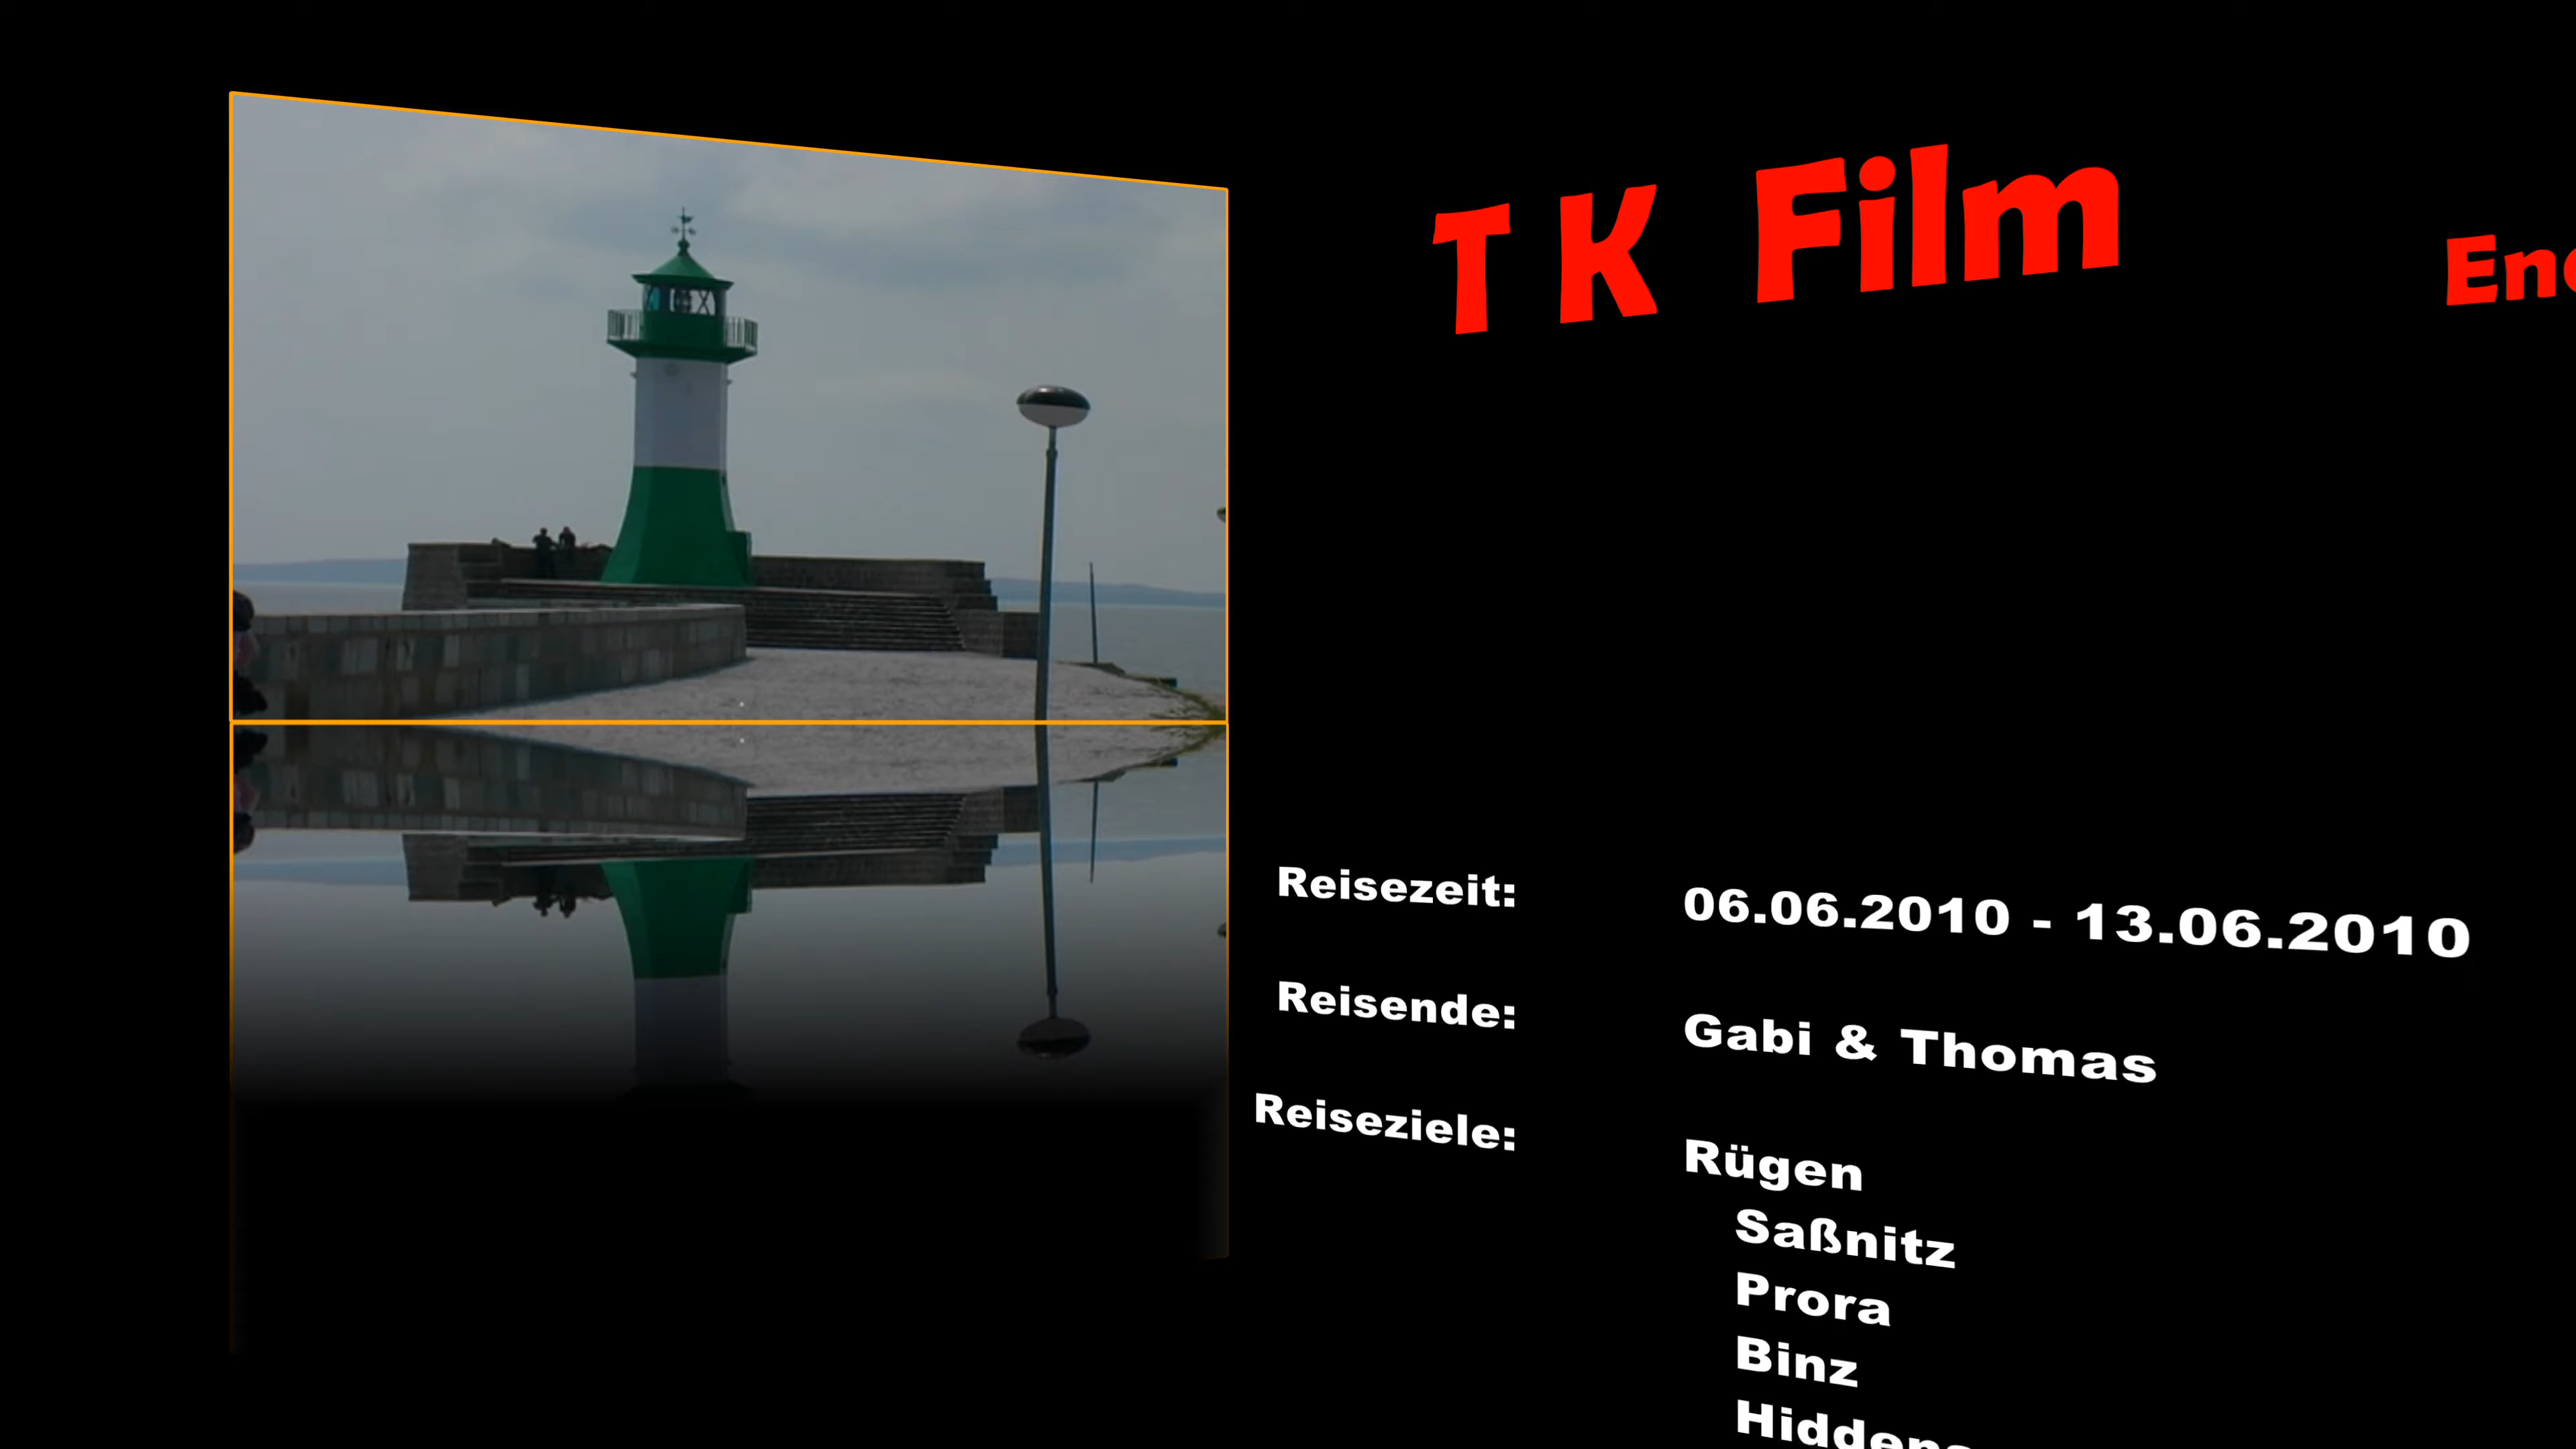 T K Film
Reisezeit: 06.06.2010 - 13.06.2010
Reisende: Gabi & Thomas
Reiseziele: Rügen
Saßnitz
Prora
Binz